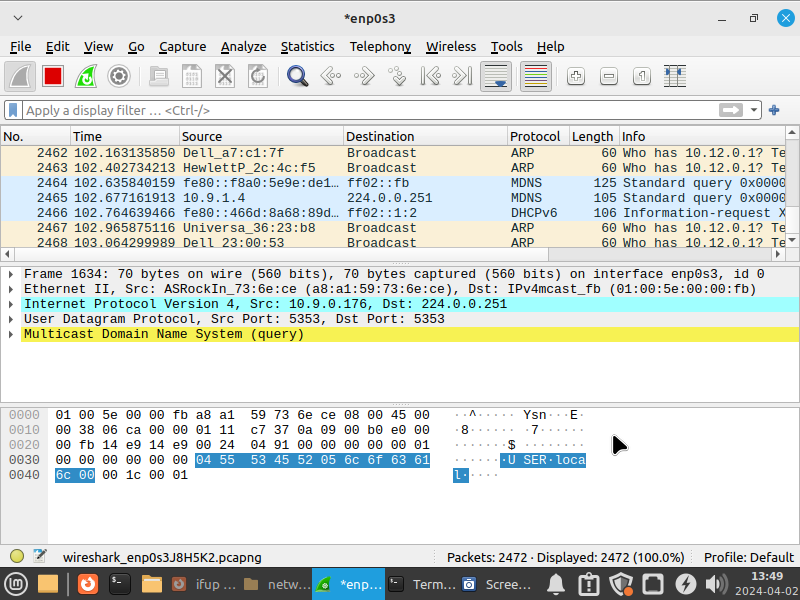 *enp0s3
File Edit View Go Capture Analyze Statistics Telephony Wireless Tools Help
Apply a display filter … <Ctrl-/>
No. Time Source Destination Protocol Length Info
2462 102.163135850 Dell_a7:c1:7f Broadcast ARP 60 Who has 10.12.0.1? Te
2463 102.402734213 HewlettP_2c:4c:f5 Broadcast ARP 60 Who has 10.12.0.1? Te
2464 102.635840159 fe80::f8a0:5e9e:de1… ff02::fb MDNS 125 Standard query 0x0000
2465 102.677161913 10.9.1.4 224.0.0.251 MDNS 105 Standard query 0x0000
2466 102.764639466 fe80::466d:8a68:89d… ff02::1:2 DHCPv6 106 Information-request X
2467 102.965875116 Universa_36:23:b8 Broadcast ARP 60 Who has 10.12.0.1? Te
2468 103.064299989 Dell_23:00:53 Broadcast ARP 60 Who has 10.12.0.1? Te
Frame 1634: 70 bytes on wire (560 bits), 70 bytes captured (560 bits) on interface enp0s3, id 0
Ethernet II, Src: ASRockIn_73:6e:ce (a8:a1:59:73:6e:ce), Dst: IPv4mcast_fb (01:00:5e:00:00:fb)
Internet Protocol Version 4, Src: 10.9.0.176, Dst: 224.0.0.251
User Datagram Protocol, Src Port: 5353, Dst Port: 5353
Multicast Domain Name System (query)
0000 01 00 5e 00 00 fb a8 a1 59 73 6e ce 08 00 45 00 ··^····· Ysn···E·
0010 00 38 06 ca 00 00 01 11 c7 37 0a 09 00 b0 e0 00 ·8······ ·7······
0020 00 fb 14 e9 14 e9 00 24 04 91 00 00 00 00 00 01 ·······$ ········
0030 00 00 00 00 00 00 04 55 53 45 52 05 6c 6f 63 61 ·······U SER·loca
0040 6c 00 00 1c 00 01 l·····
wireshark_enp0s3J8H5K2.pcapng Packets: 2472 · Displayed: 2472 (100.0%) Profile: Default
ifup … netw… *enp… Term… Scree… 13:49
2024-04-02